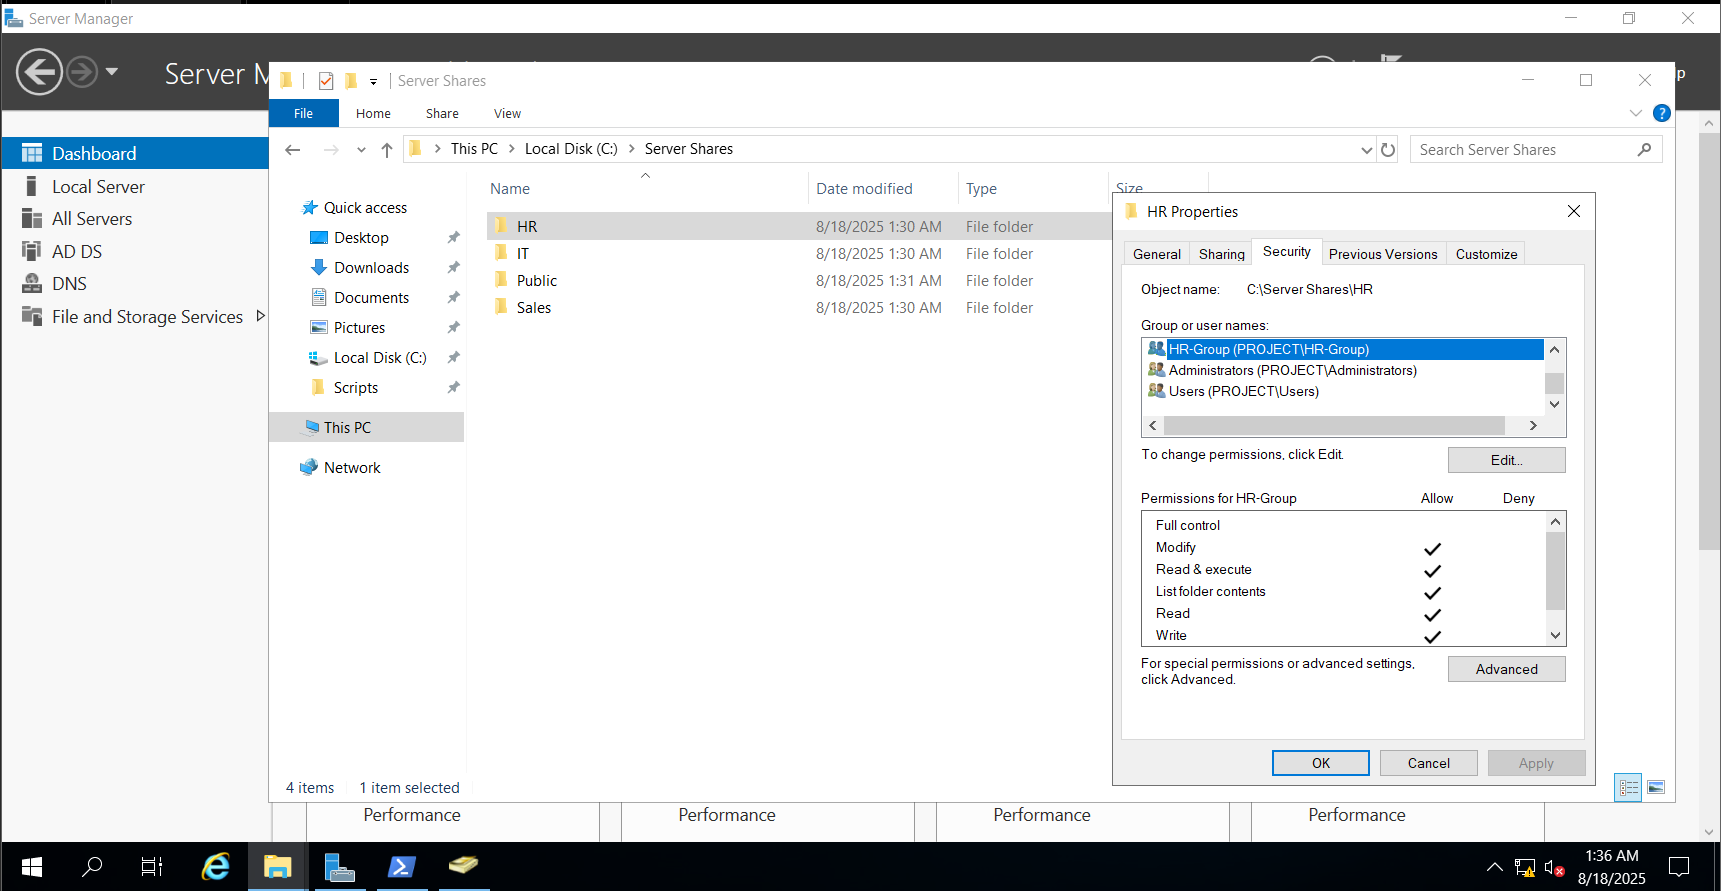 Server Manager
Server M
p
Server Shares
File
Home
Share
View
?
This PC
Local Disk (C:)
Server Shares
Search Server Shares
Dashboard
Local Server
All Servers
AD DS
DNS
File and Storage Services
Quick access
Desktop
Downloads
Documents
Pictures
Local Disk (C:)
Scripts
This PC
Network
Name
Date modified
Type
Size
HR 8/18/2025 1:30 AM File folder
IT 8/18/2025 1:30 AM File folder
Public 8/18/2025 1:31 AM File folder
Sales 8/18/2025 1:30 AM File folder
HR Properties
General
Sharing
Security
Previous Versions
Customize
Object name: C:\Server Shares\HR
Group or user names:
HR-Group (PROJECT\HR-Group)
Administrators (PROJECT\Administrators)
Users (PROJECT\Users)
To change permissions, click Edit.
Edit...
Permissions for HR-Group Allow Deny
Full control
Modify
Read & execute
List folder contents
Read
Write
For special permissions or advanced settings,
click Advanced.
Advanced
OK
Cancel
Apply
4 items 1 item selected
Performance
Performance
Performance
Performance
1:36 AM
8/18/2025